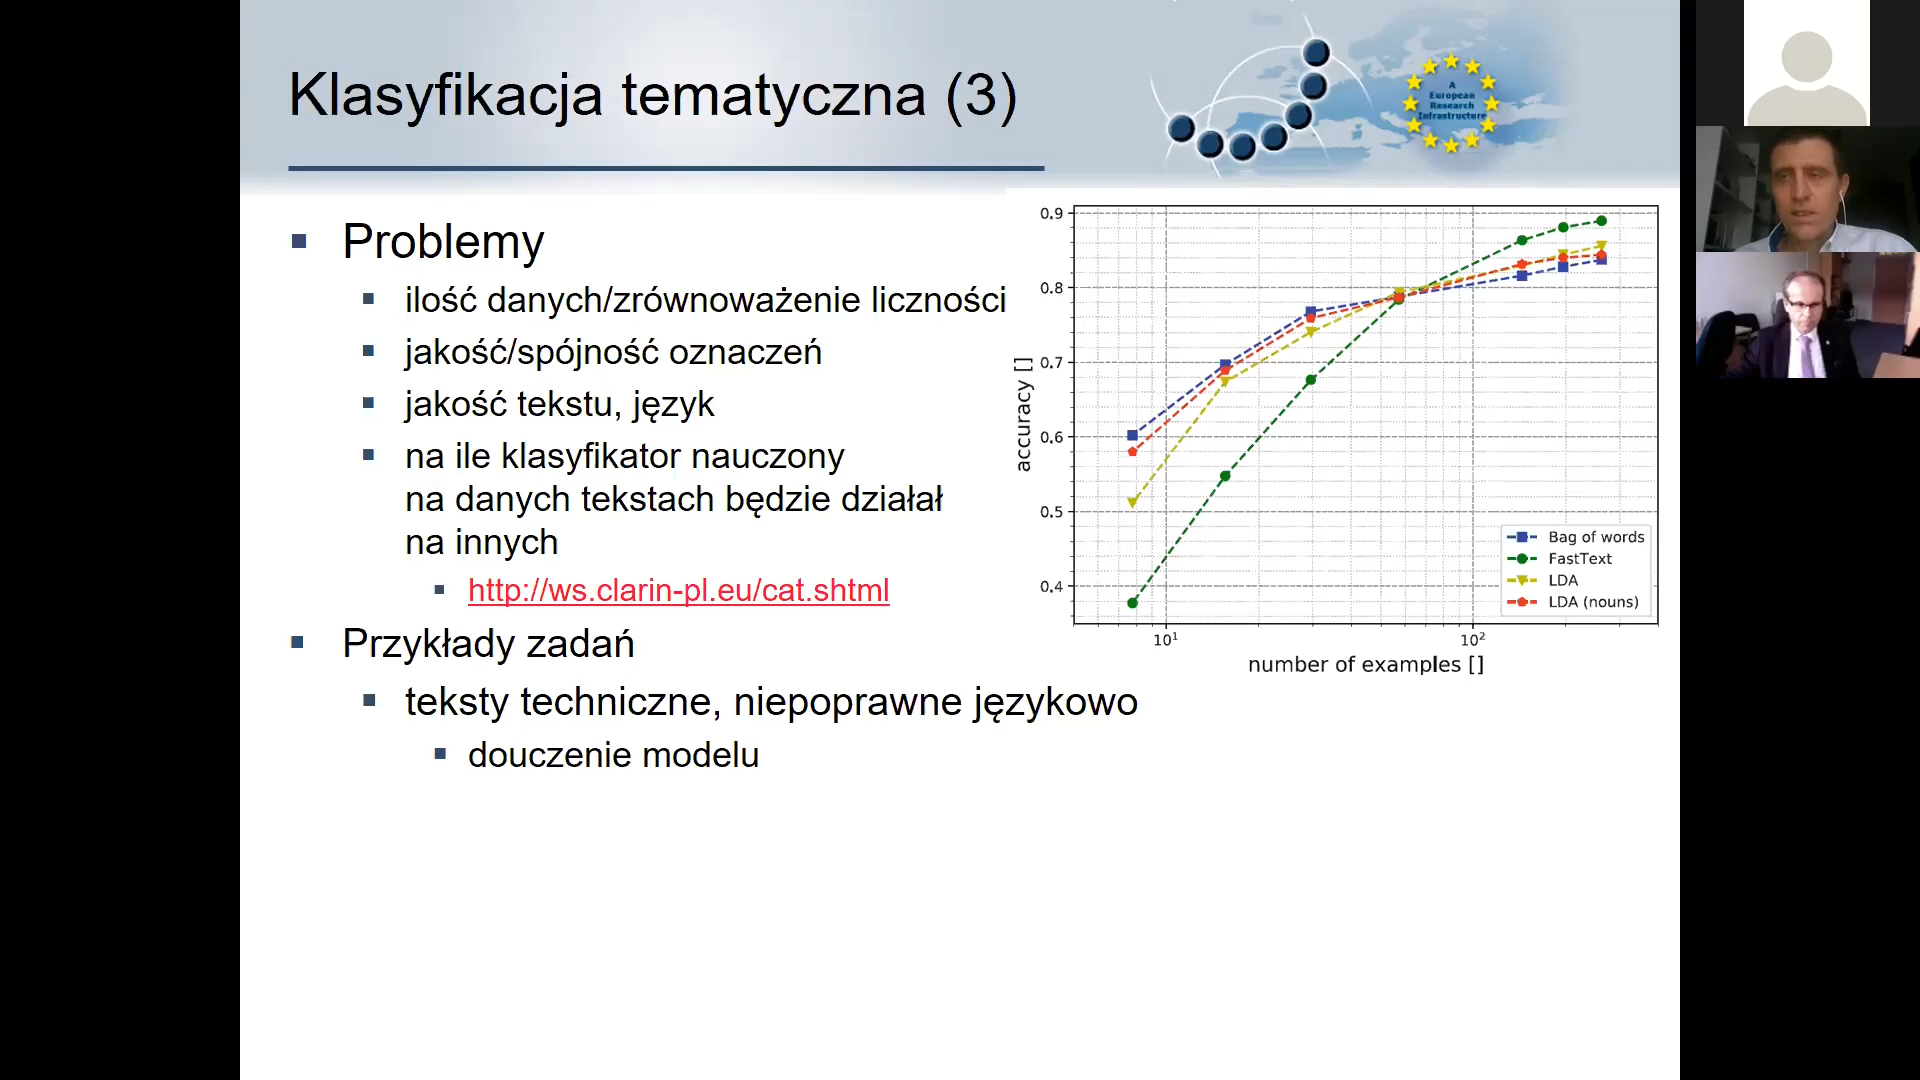 Klasyfikacja tematyczna (3)
A
European
Research
Infrastructure
Problemy
ilość danych/zrównoważenie liczności
jakość/spójność oznaczeń
jakość tekstu, język
na ile klasyfikator nauczony
na danych tekstach będzie działał
na innych
http://ws.clarin-pl.eu/cat.shtml
Przykłady zadań
teksty techniczne, niepoprawne językowo
douczenie modelu
0.9
0.8
0.7
0.6
0.5
0.4
accuracy []
Bag of words
FastText
LDA
LDA (nouns)
10¹ 10²
number of examples []